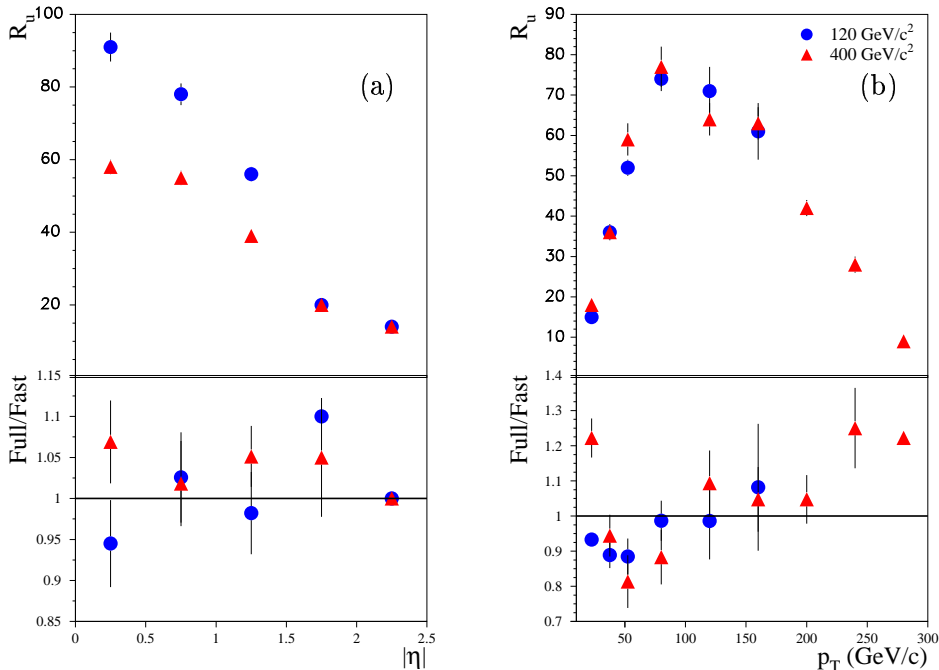 R_u
100
80
60
40
20
(a)
Full/Fast
1.15
1.1
1.05
1
0.95
0.9
0.85
0 0.5 1 1.5 2 2.5
|η|
R_u
90
80
70
60
50
40
30
20
10
120 GeV/c²
400 GeV/c²
(b)
Full/Fast
1.4
1.3
1.2
1.1
1
0.9
0.8
0.7
50 100 150 200 250 300
p_T (GeV/c)